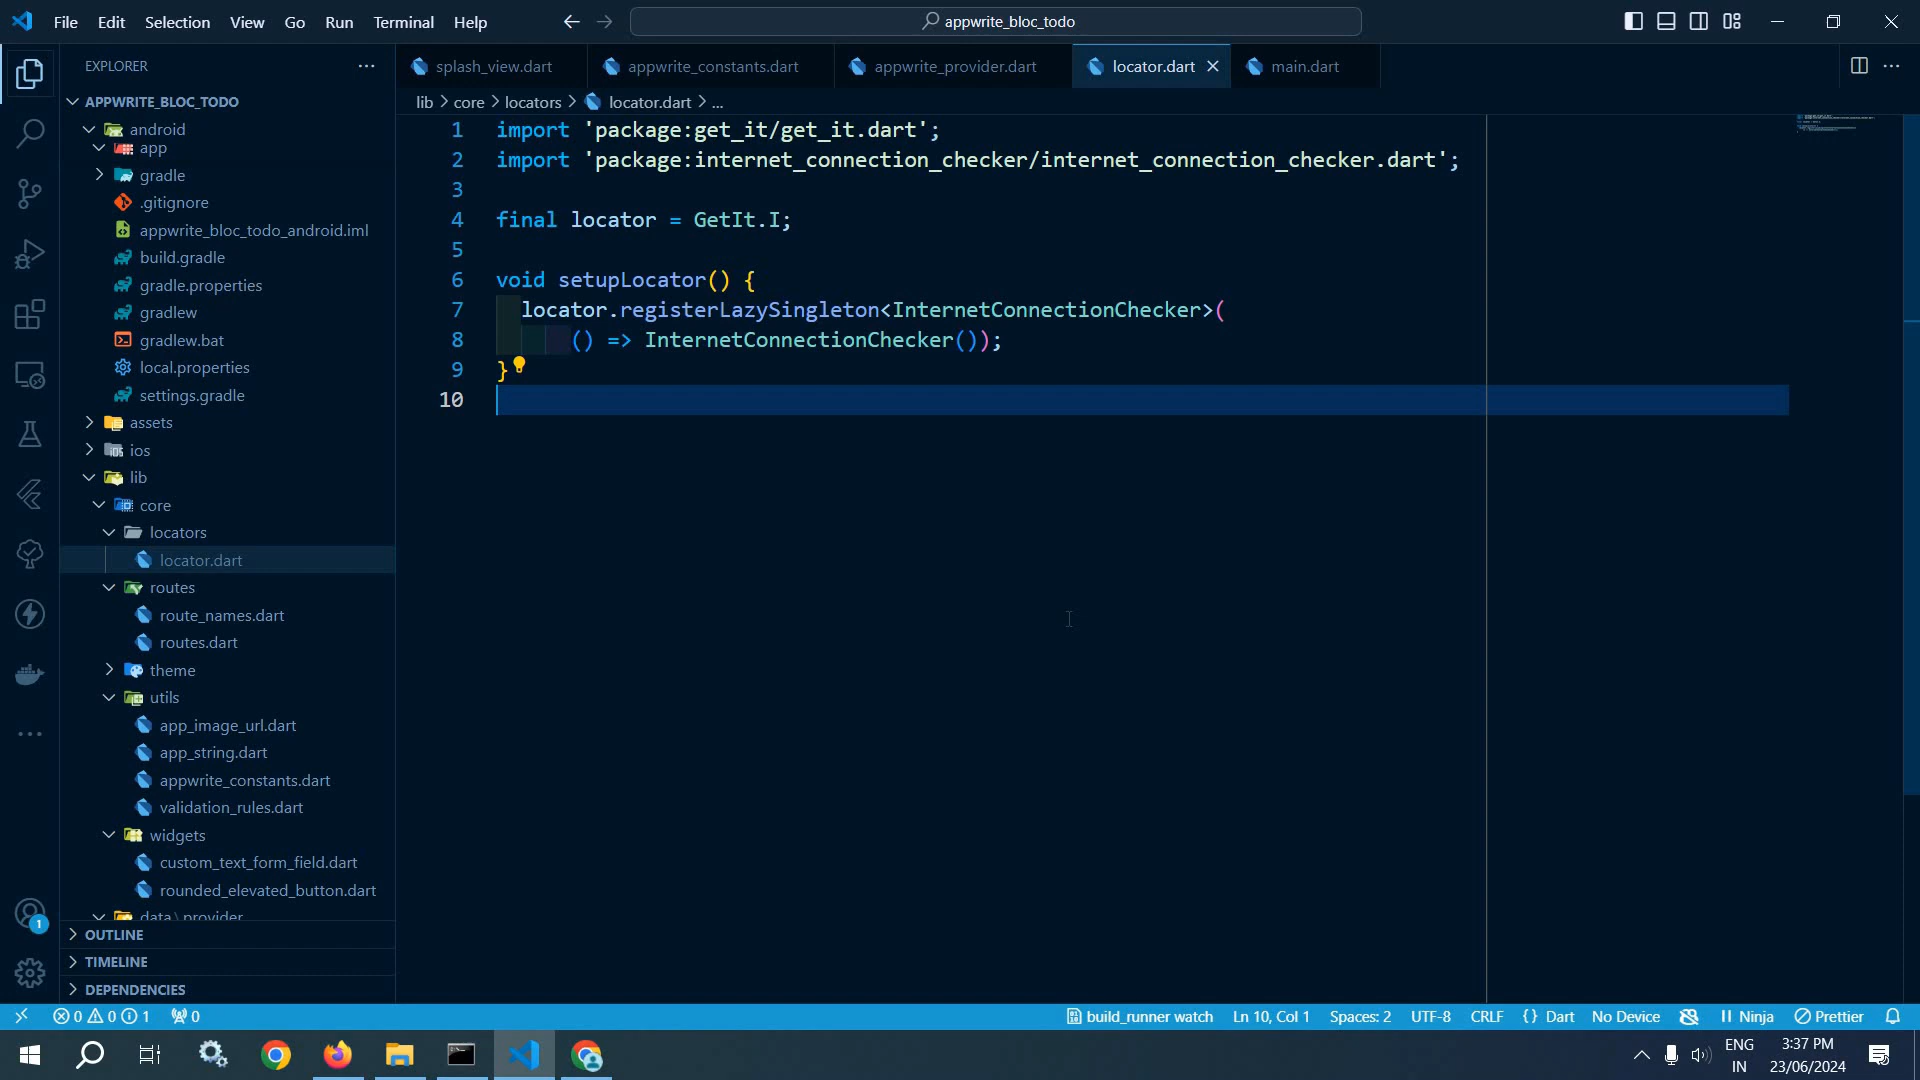 File Edit Selection View Go Run Terminal Help
appwrite_bloc_todo
EXPLORER
splash_view.dart
appwrite_constants.dart
appwrite_provider.dart
locator.dart
main.dart
lib > core > locators > locator.dart > ...
APPWRITE_BLOC_TODO
android
app
gradle
.gitignore
appwrite_bloc_todo_android.iml
build.gradle
gradle.properties
gradlew
gradlew.bat
local.properties
settings.gradle
assets
ios
lib
core
locators
locator.dart
routes
route_names.dart
routes.dart
theme
utils
app_image_url.dart
app_string.dart
appwrite_constants.dart
validation_rules.dart
widgets
custom_text_form_field.dart
rounded_elevated_button.dart
data \ provider
OUTLINE
TIMELINE
DEPENDENCIES
1 import 'package:get_it/get_it.dart';
2 import 'package:internet_connection_checker/internet_connection_checker.dart';
3
4 final locator = GetIt.I;
5
6 void setupLocator() {
7 locator.registerLazySingleton<InternetConnectionChecker>(
8 () => InternetConnectionChecker());
9 }
10
1
0 0 1 0
build_runner watch Ln 10, Col 1 Spaces: 2 UTF-8 CRLF {} Dart No Device Ninja Prettier
ENG
IN
3:37 PM
23/06/2024